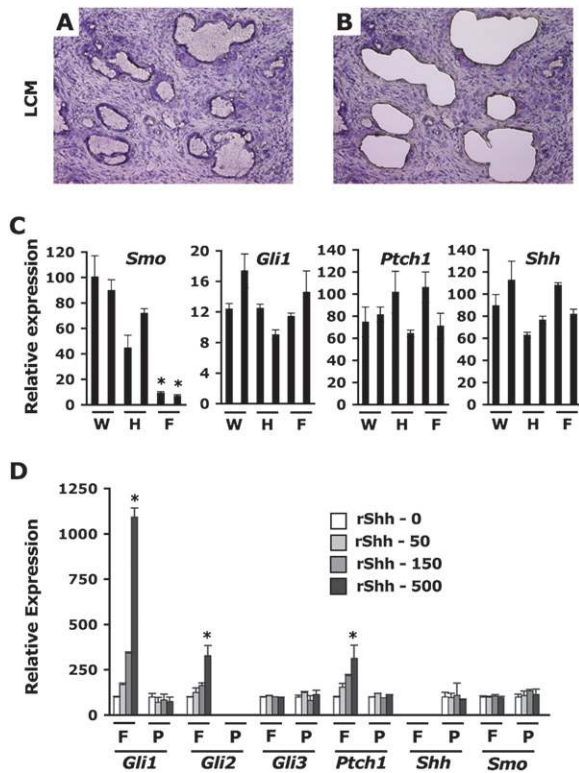 A
B
LCM
C
Relative expression
Smo
Gli1
Ptch1
Shh
120
100
80
60
40
20
0
20
16
12
8
4
0
140
120
100
80
60
40
20
0
140
120
100
80
60
40
20
0
* *
W H F
W H F
W H F
W H F
D
Relative Expression
1250
1000
750
500
250
100
0
*
*
*
rShh - 0
rShh - 50
rShh - 150
rShh - 500
F P F P F P F P F P F P
Gli1 Gli2 Gli3 Ptch1 Shh Smo